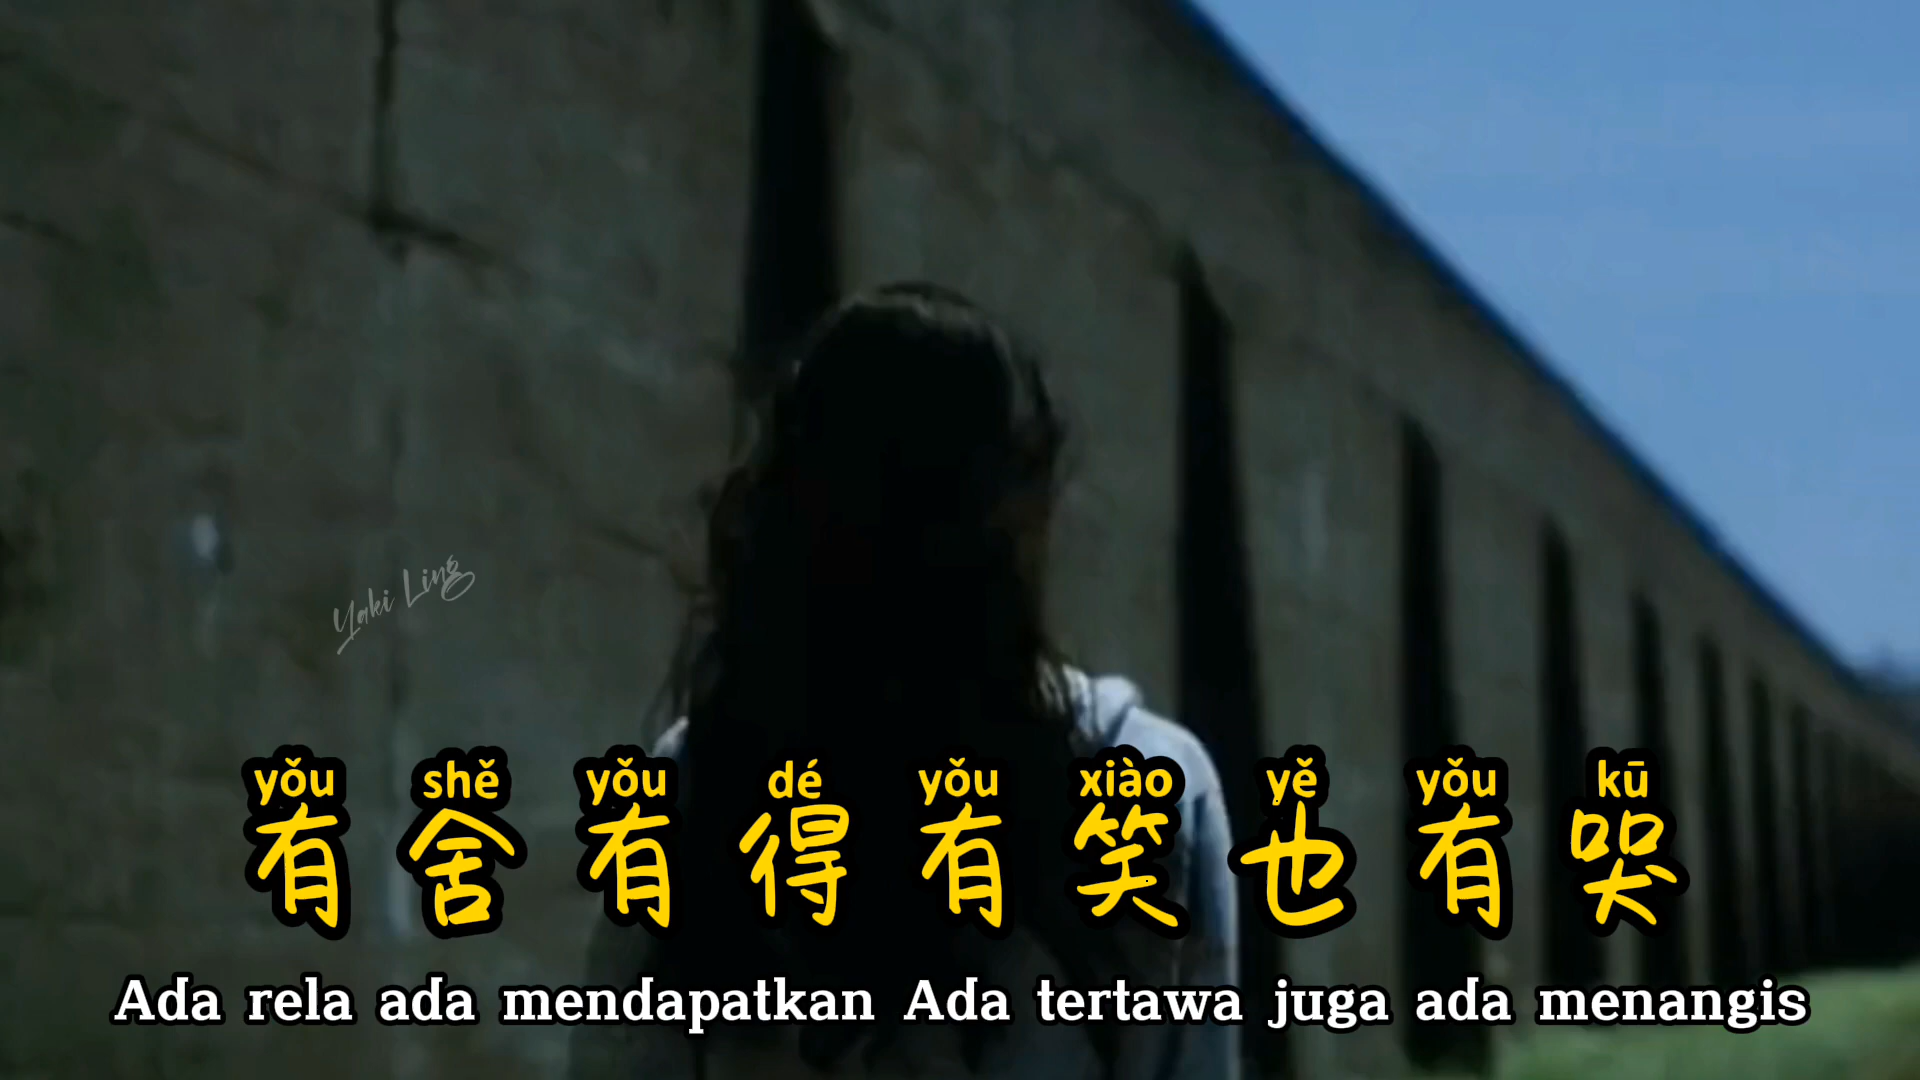 Yaki Ling
yǒu shě yǒu dé yǒu xiào yě yǒu kū
有舍有得有笑也有哭
Ada rela ada mendapatkan Ada tertawa juga ada menangis